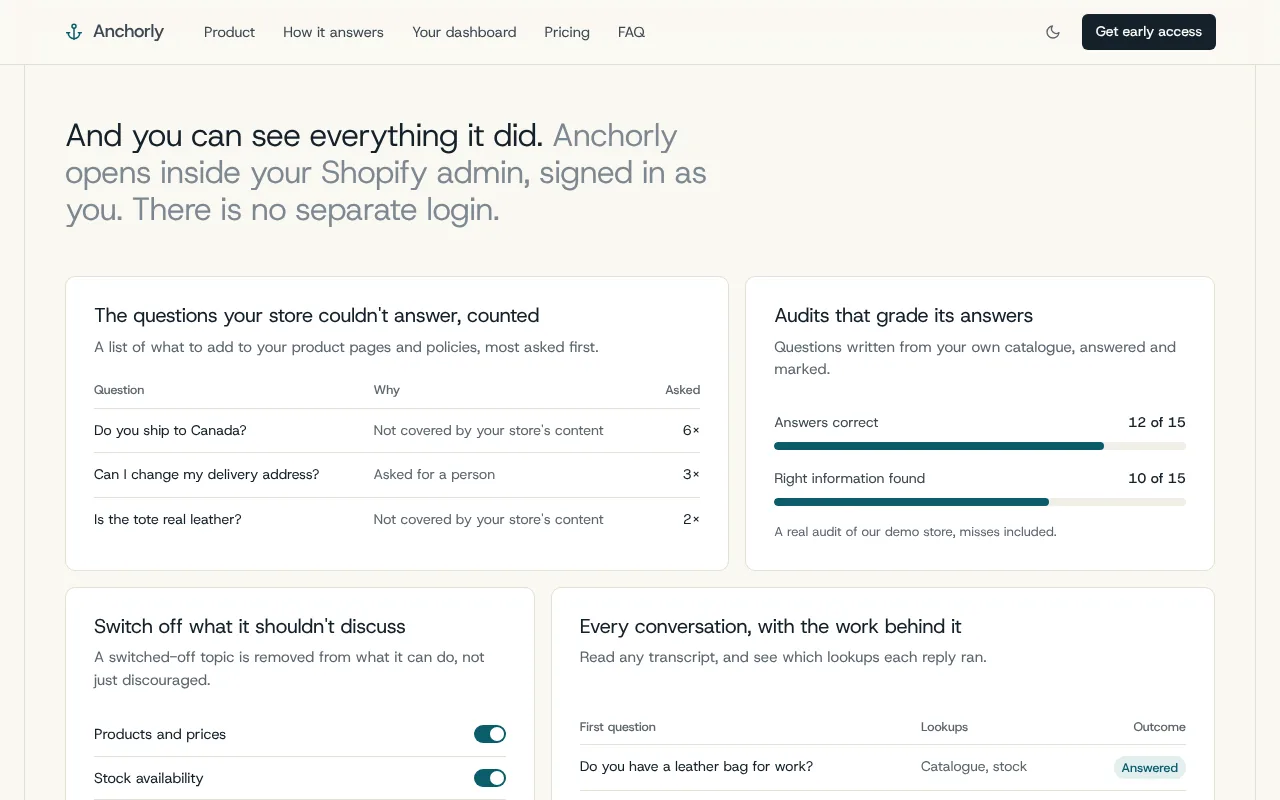 Anchorly
Product
How it answers
Your dashboard
Pricing
FAQ
Get early access
And you can see everything it did. Anchorly
opens inside your Shopify admin, signed in as
you. There is no separate login.
The questions your store couldn't answer, counted
A list of what to add to your product pages and policies, most asked first.
Question Why Asked
Do you ship to Canada? Not covered by your store's content 6×
Can I change my delivery address? Asked for a person 3×
Is the tote real leather? Not covered by your store's content 2×
Audits that grade its answers
Questions written from your own catalogue, answered and
marked.
Answers correct 12 of 15
Right information found 10 of 15
A real audit of our demo store, misses included.
Switch off what it shouldn't discuss
A switched-off topic is removed from what it can do, not
just discouraged.
Products and prices
Stock availability
Every conversation, with the work behind it
Read any transcript, and see which lookups each reply ran.
First question Lookups Outcome
Do you have a leather bag for work? Catalogue, stock Answered